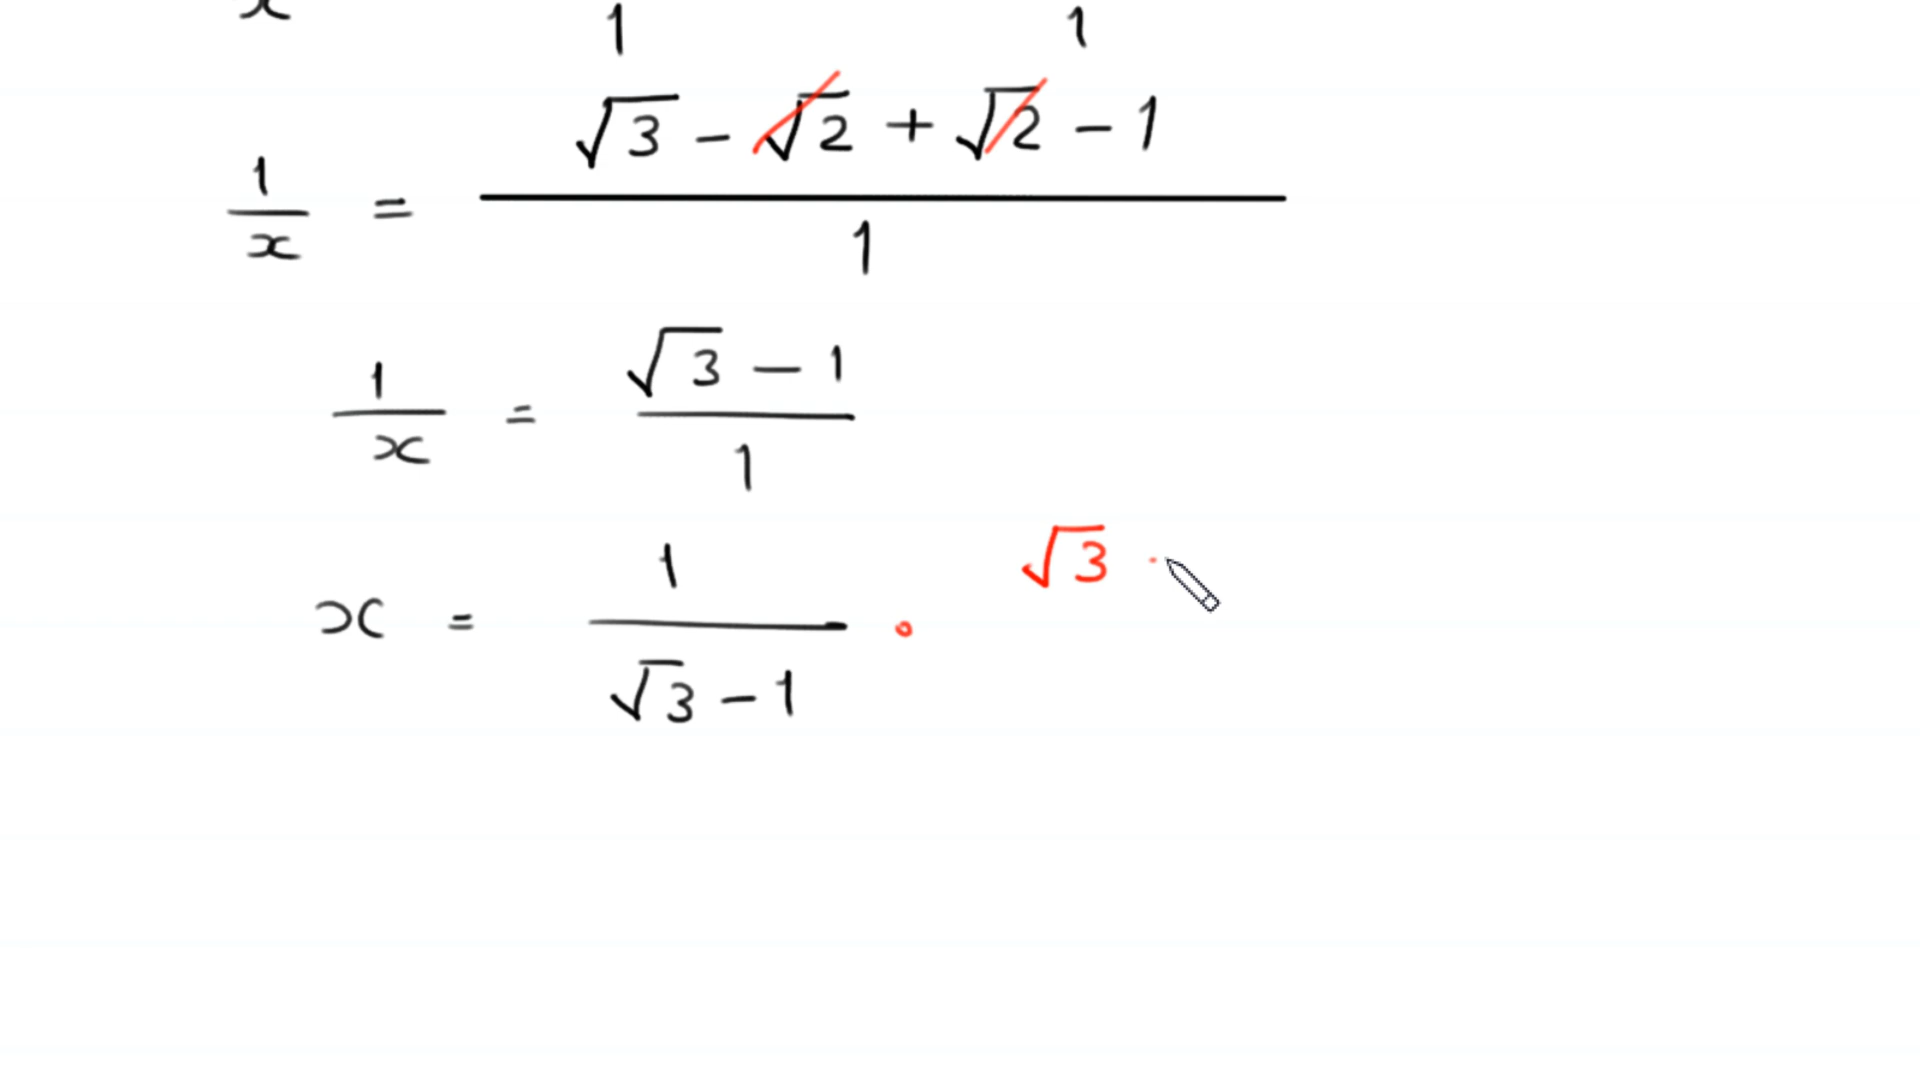 x 1 1
1/x = (√3 - √2 + √2 - 1)/1
1/x = (√3 - 1)/1
x = 1/(√3 - 1) · √3 -